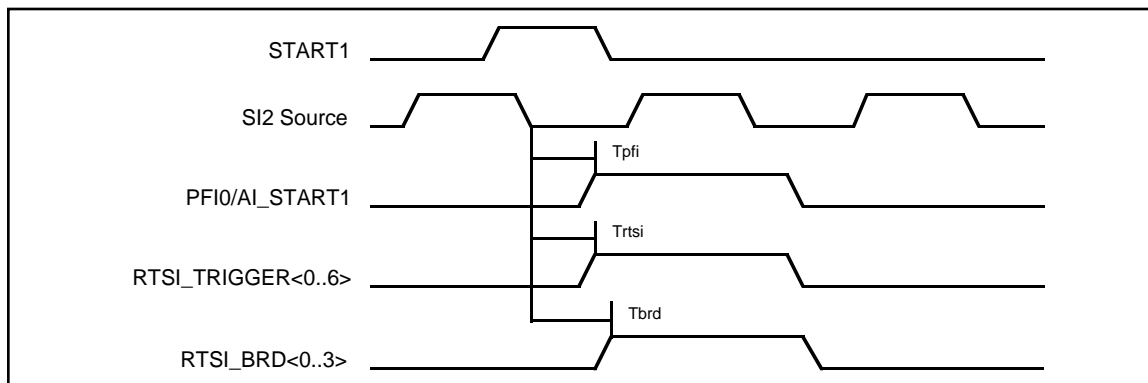 START1
SI2 Source
Tpfi
PFI0/AI_START1
Trtsi
RTSI_TRIGGER<0..6>
Tbrd
RTSI_BRD<0..3>